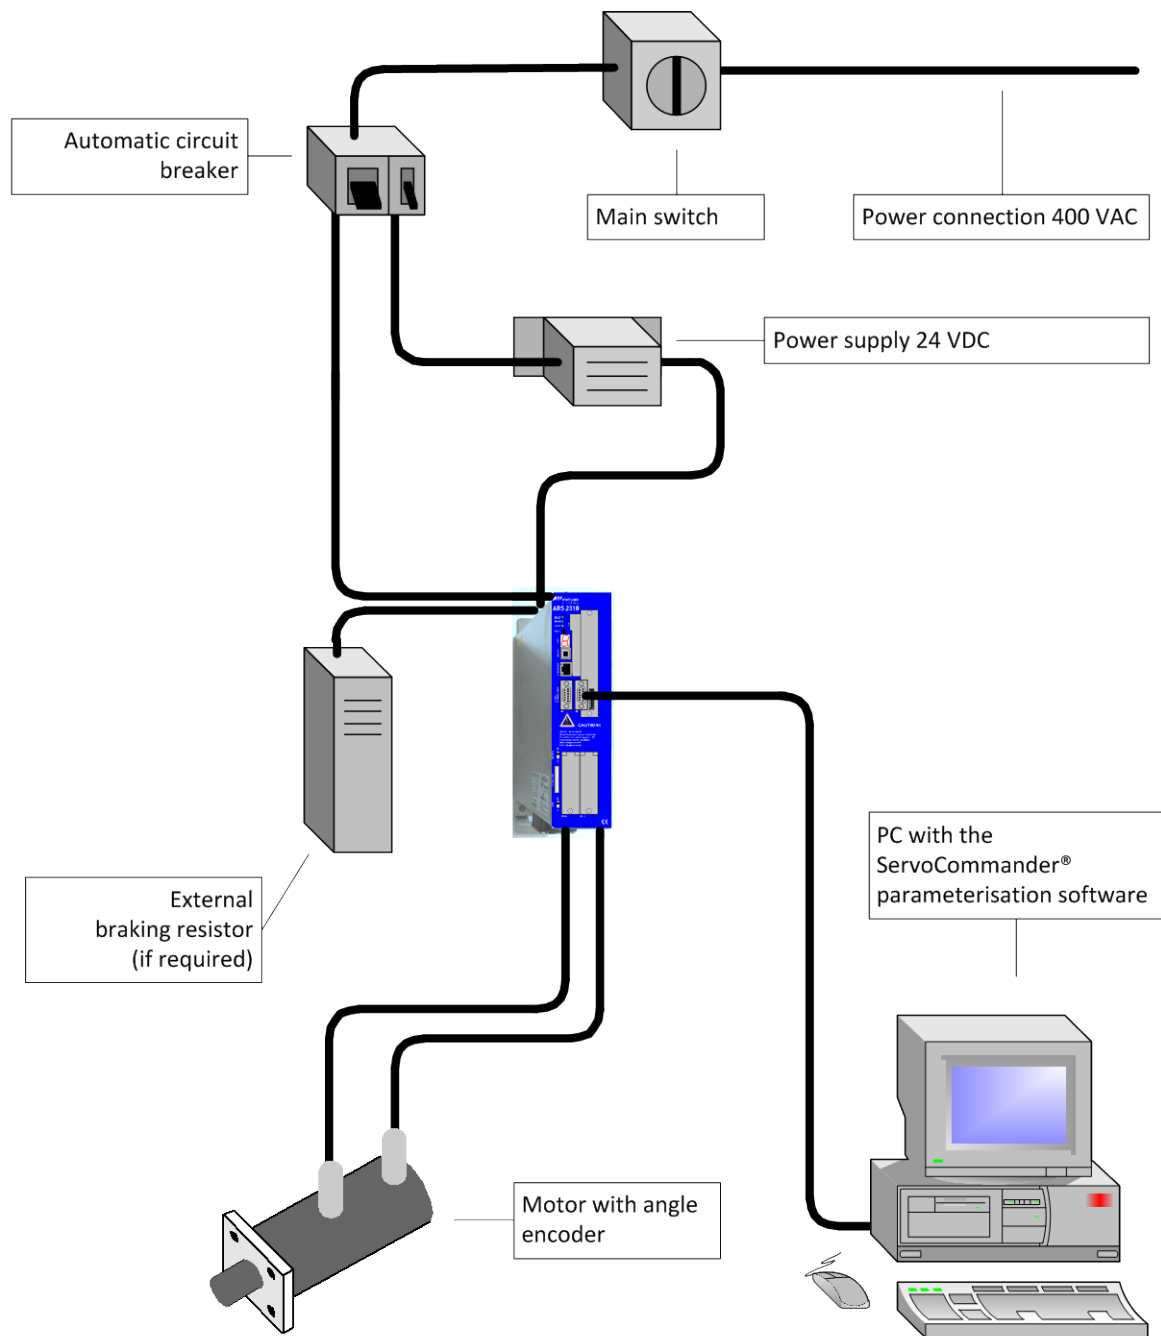 Automatic circuit
breaker
Main switch
Power connection 400 VAC
Power supply 24 VDC
ARS 2310
External
braking resistor
(if required)
PC with the
ServoCommander®
parameterisation software
Motor with angle
encoder